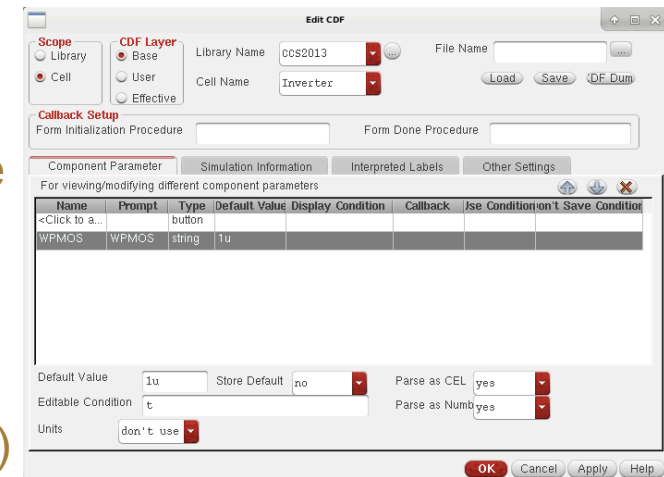 Edit CDF
Scope
Library
Cell
CDF Layer
Base
User
Effective
Library Name CCS2013
Cell Name Inverter
File Name
Load Save CDF Dum
Callback Setup
Form Initialization Procedure Form Done Procedure
Component Parameter Simulation Information Interpreted Labels Other Settings
For viewing/modifying different component parameters
Name Prompt Type Default Value Display Condition Callback Use Condition on't Save Condition
<Click to a... button
WPMOS WPMOS string 1u
Default Value 1u Store Default no Parse as CEL yes
Editable Condition t Parse as Numb yes
Units don't use
OK Cancel Apply Help
e
)